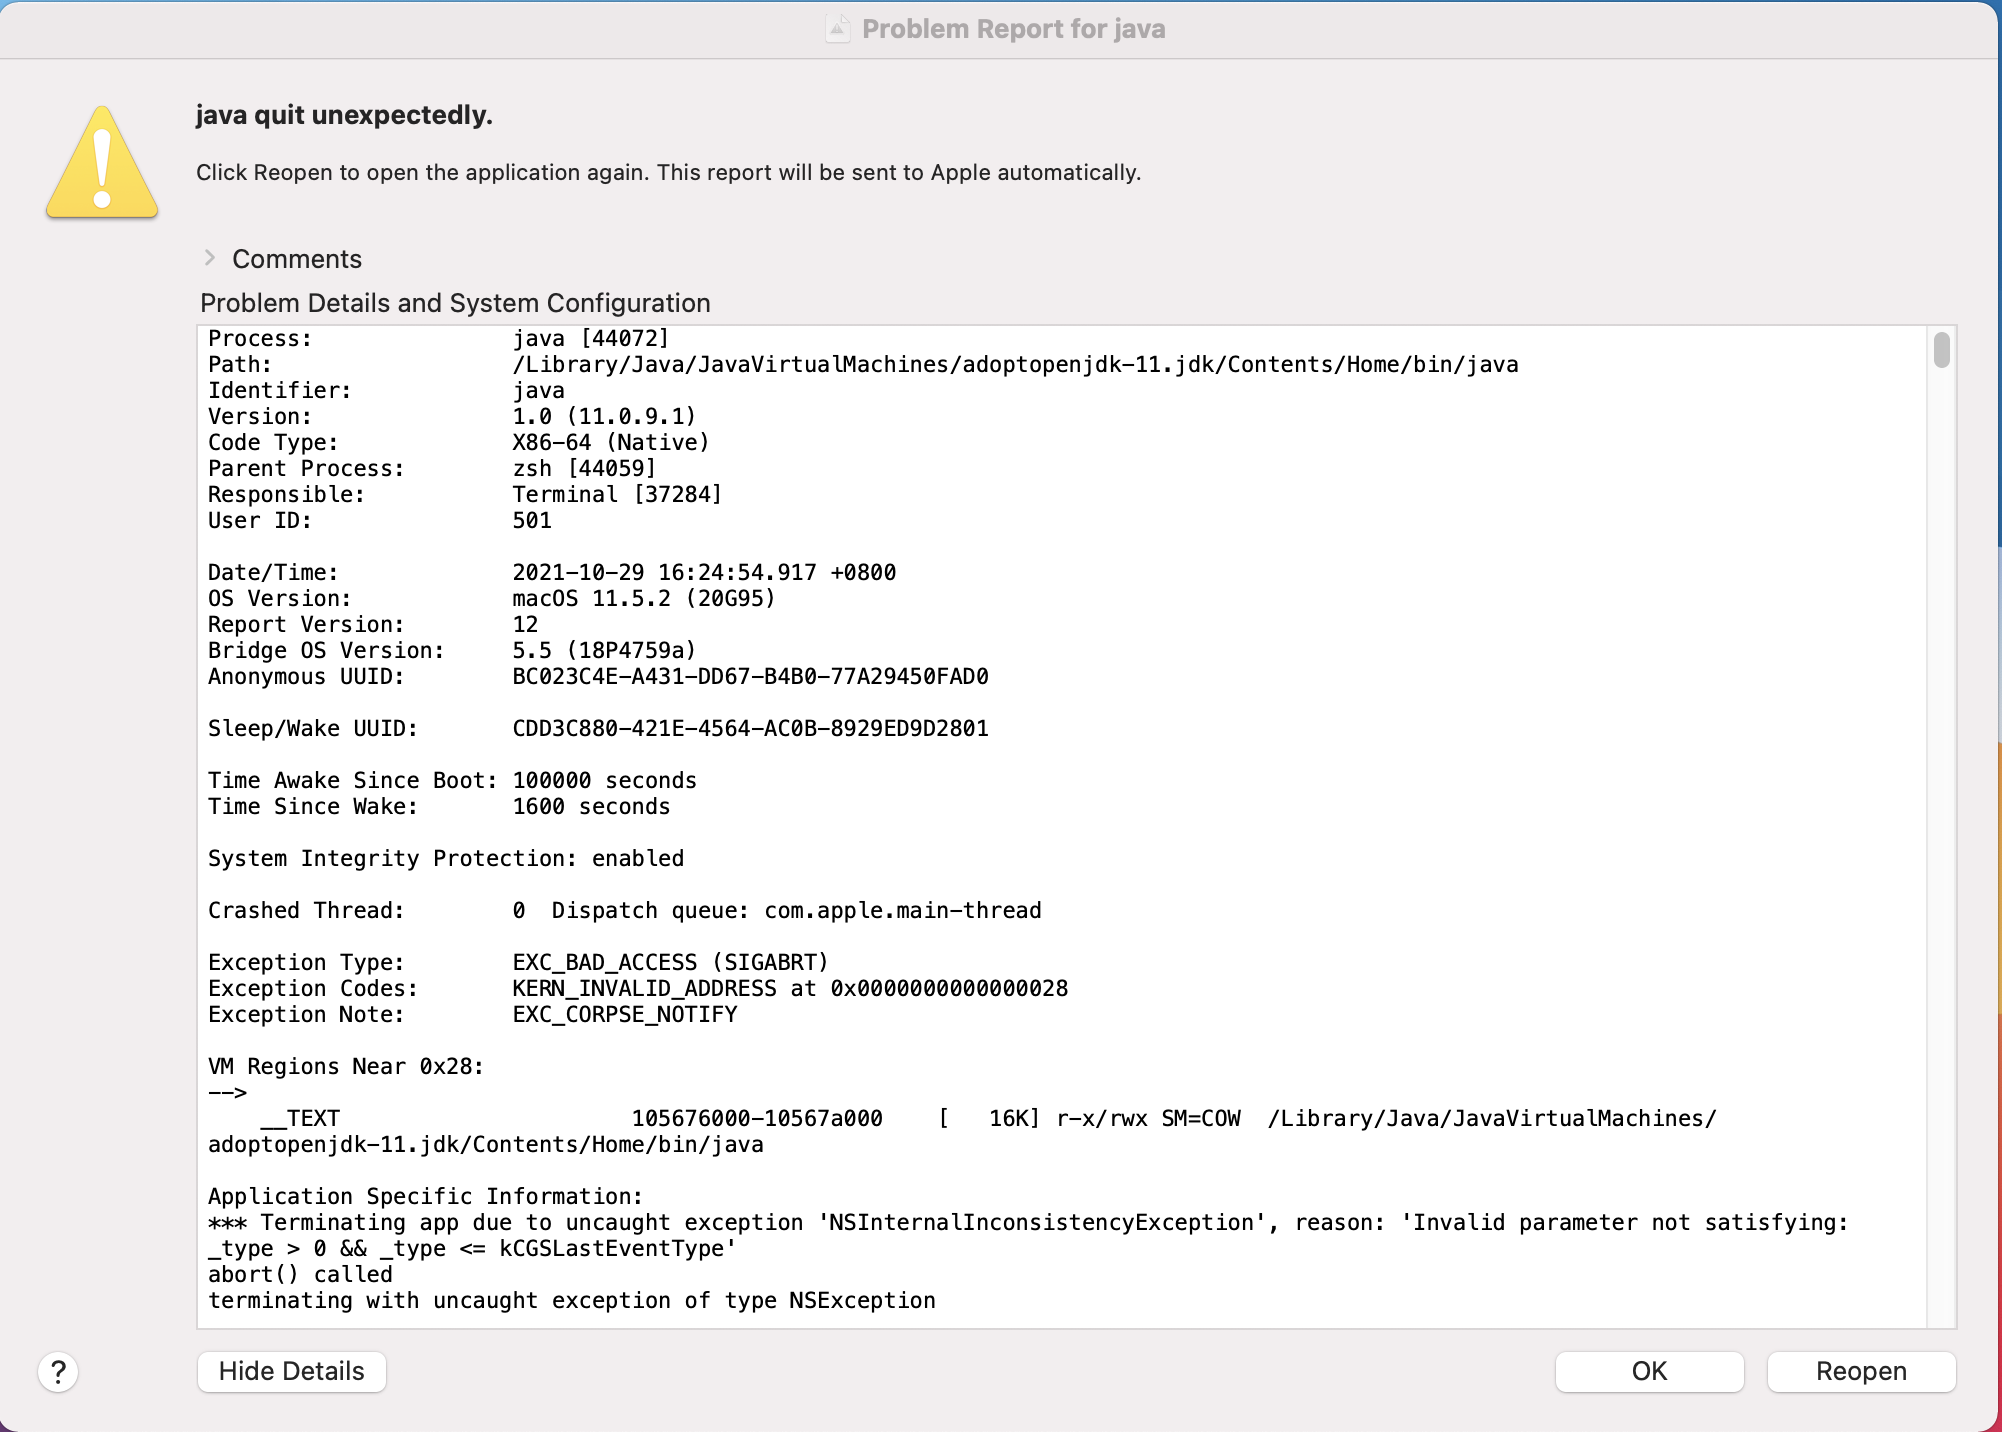 Problem Report for java
java quit unexpectedly.
Click Reopen to open the application again. This report will be sent to Apple automatically.
Comments
Problem Details and System Configuration
Process: java [44072]
Path: /Library/Java/JavaVirtualMachines/adoptopenjdk-11.jdk/Contents/Home/bin/java
Identifier: java
Version: 1.0 (11.0.9.1)
Code Type: X86-64 (Native)
Parent Process: zsh [44059]
Responsible: Terminal [37284]
User ID: 501
Date/Time: 2021-10-29 16:24:54.917 +0800
OS Version: macOS 11.5.2 (20G95)
Report Version: 12
Bridge OS Version: 5.5 (18P4759a)
Anonymous UUID: BC023C4E-A431-DD67-B4B0-77A29450FAD0
Sleep/Wake UUID: CDD3C880-421E-4564-AC0B-8929ED9D2801
Time Awake Since Boot: 100000 seconds
Time Since Wake: 1600 seconds
System Integrity Protection: enabled
Crashed Thread: 0 Dispatch queue: com.apple.main-thread
Exception Type: EXC_BAD_ACCESS (SIGABRT)
Exception Codes: KERN_INVALID_ADDRESS at 0x0000000000000028
Exception Note: EXC_CORPSE_NOTIFY
VM Regions Near 0x28:
-->
__TEXT 105676000-10567a000 [ 16K] r-x/rwx SM=COW /Library/Java/JavaVirtualMachines/
adoptopenjdk-11.jdk/Contents/Home/bin/java
Application Specific Information:
*** Terminating app due to uncaught exception 'NSInternalInconsistencyException', reason: 'Invalid parameter not satisfying:
_type > 0 && _type <= kCGSLastEventType'
abort() called
terminating with uncaught exception of type NSException
? Hide Details OK Reopen